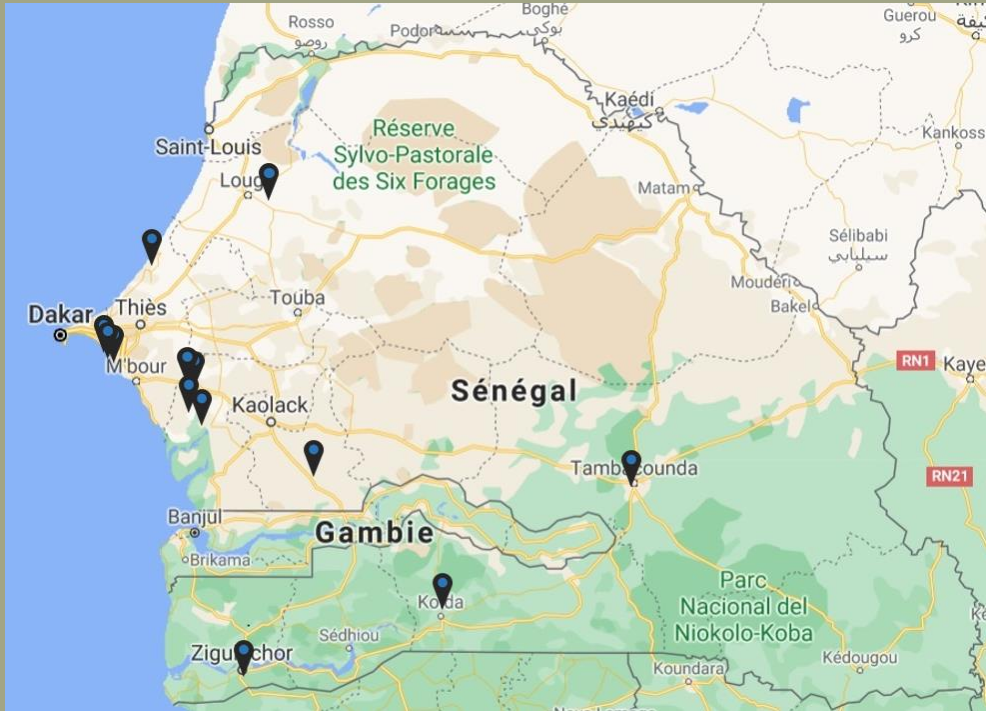 Rosso
روصو
Podor
Boghé
بوكي
Guerou
كرو
Kaédi
كيهيدي
Kankoss
Saint-Louis
Réserve
Sylvo-Pastorale
des Six Forages
Matam
Sélibabi
سيليبابي
Moudéri
Bakel
Touba
Dakar
Thiès
M'bour
Kaolack
Sénégal
RN1
Kaye
Tambacounda
RN21
Banjul
Gambie
Brikama
Parc
Nacional del
Niokolo-Koba
Kolda
Sédhiou
Ziguinchor
Koundara
Kédougou